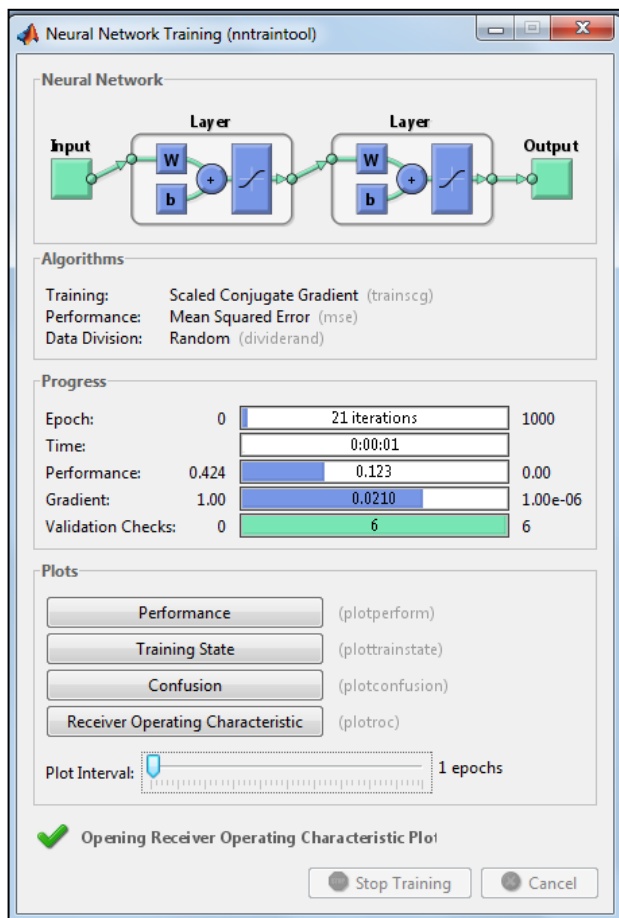 Neural Network Training (nntraintool)
Neural Network
Layer Layer
Input Output
W W
b b
+ +
Algorithms
Training: Scaled Conjugate Gradient (trainscg)
Performance: Mean Squared Error (mse)
Data Division: Random (dividerand)
Progress
Epoch: 0 21 iterations 1000
Time: 0:00:01
Performance: 0.424 0.123 0.00
Gradient: 1.00 0.0210 1.00e-06
Validation Checks: 0 6 6
Plots
Performance (plotperform)
Training State (plottrainstate)
Confusion (plotconfusion)
Receiver Operating Characteristic (plotroc)
Plot Interval: 1 epochs
Opening Receiver Operating Characteristic Plot
Stop Training Cancel